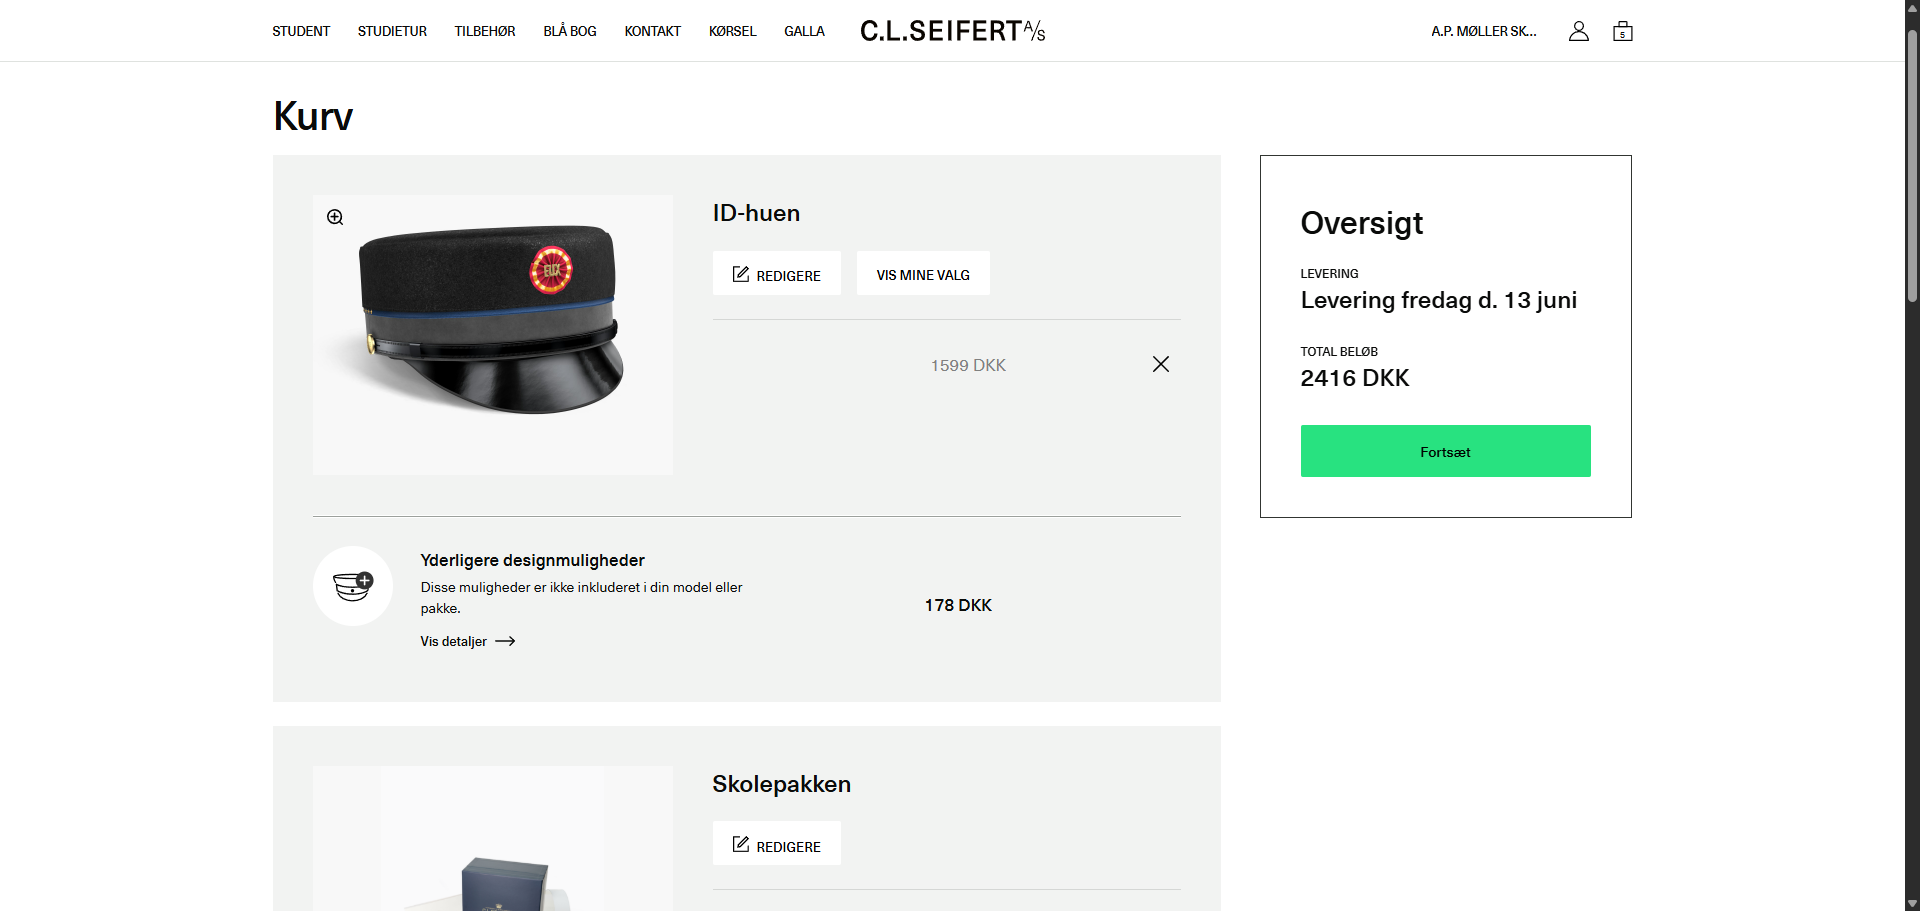 STUDENT STUDIETUR TILBEHØR BLÅ BOG KONTAKT KØRSEL GALLA C.L.SEIFERT A/S A.P. MØLLER SK... 5
Kurv
ID-huen
REDIGERE VIS MINE VALG
1599 DKK
EUX
Yderligere designmuligheder
Disse muligheder er ikke inkluderet i din model eller
pakke.
178 DKK
Vis detaljer
Skolepakken
REDIGERE
Oversigt
LEVERING
Levering fredag d. 13 juni
TOTAL BELØB
2416 DKK
Fortsæt